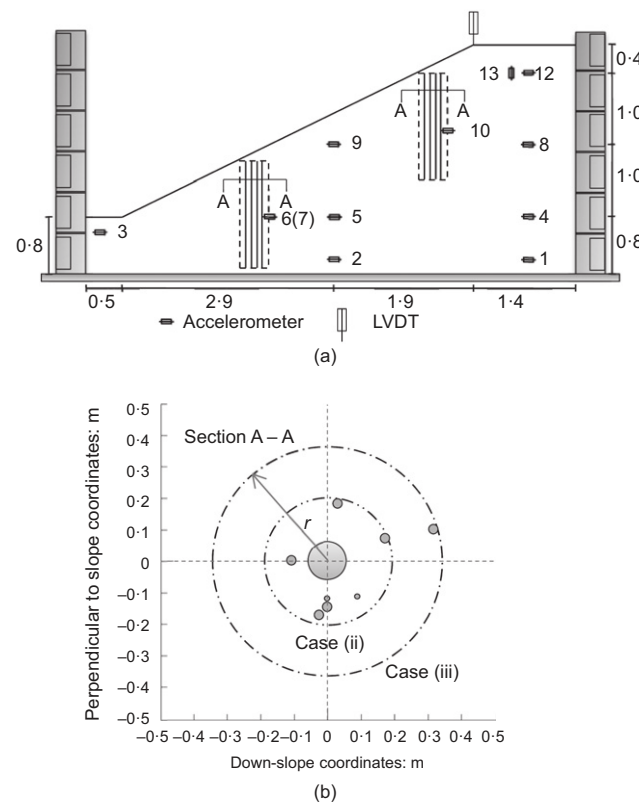 0·4
13
12
A
A
1·0
10
9
8
A
A
1·0
6(7)
5
4
0·8
3
0·8
2
1
0·5
2·9
1·9
1·4
Accelerometer
LVDT
(a)
Perpendicular to slope coordinates: m
0·5
0·4
0·3
0·2
0·1
0
–0·1
–0·2
–0·3
–0·4
–0·5
Section A – A
r
Case (ii)
Case (iii)
–0·5 –0·4 –0·3 –0·2 –0·1 0 0·1 0·2 0·3 0·4 0·5
Down-slope coordinates: m
(b)